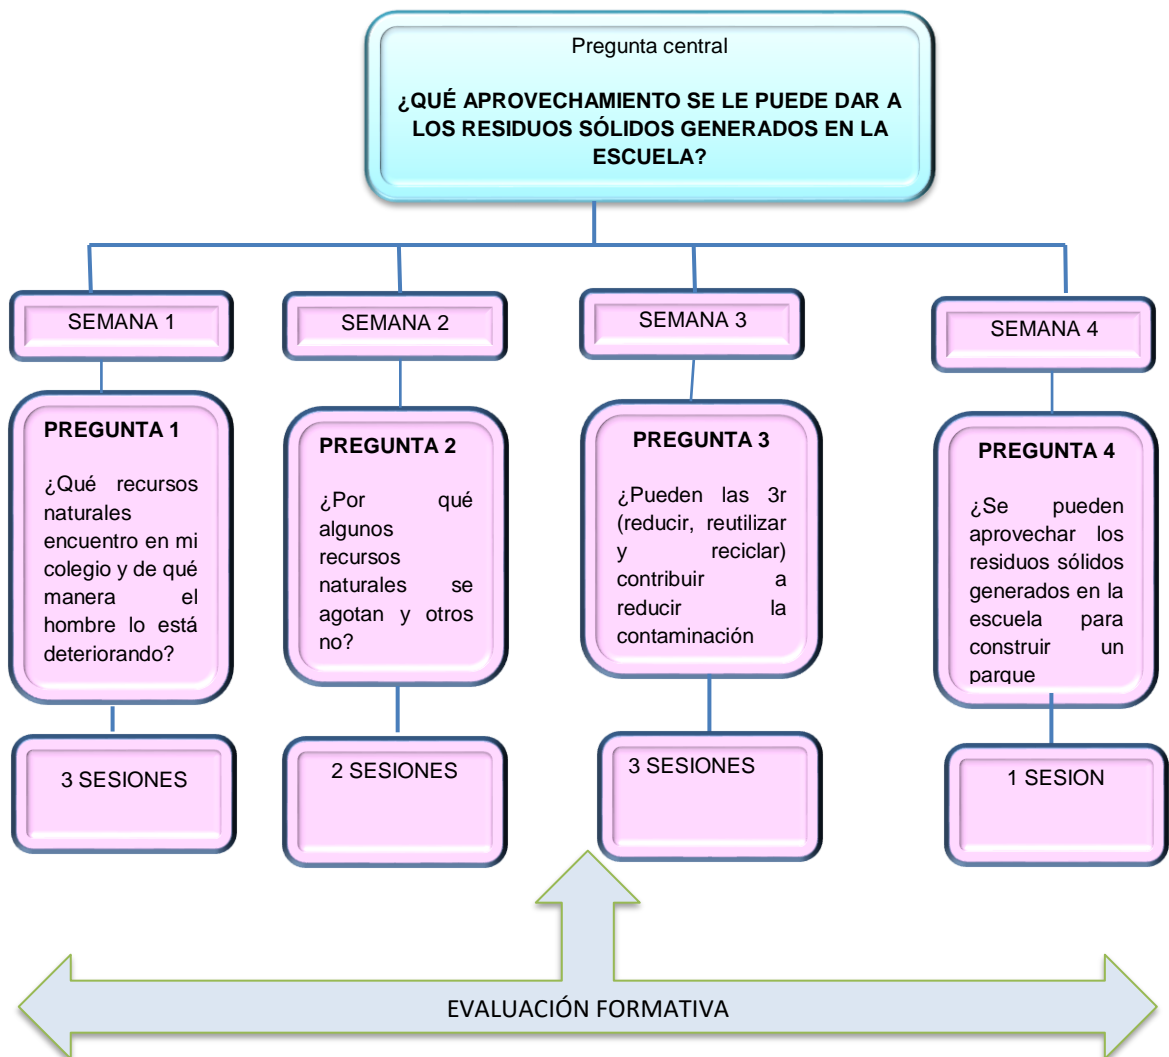 Pregunta central
¿QUÉ APROVECHAMIENTO SE LE PUEDE DAR A
LOS RESIDUOS SÓLIDOS GENERADOS EN LA
ESCUELA?
SEMANA 1
SEMANA 2
SEMANA 3
SEMANA 4
PREGUNTA 1
¿Qué recursos
naturales
encuentro en mi
colegio y de qué
manera el
hombre lo está
deteriorando?
PREGUNTA 2
¿Por qué
algunos
recursos
naturales se
agotan y otros
no?
PREGUNTA 3
¿Pueden las 3r
(reducir, reutilizar
y reciclar)
contribuir a
reducir la
contaminación
PREGUNTA 4
¿Se pueden
aprovechar los
residuos sólidos
generados en la
escuela para
construir un
parque
3 SESIONES
2 SESIONES
3 SESIONES
1 SESION
EVALUACIÓN FORMATIVA